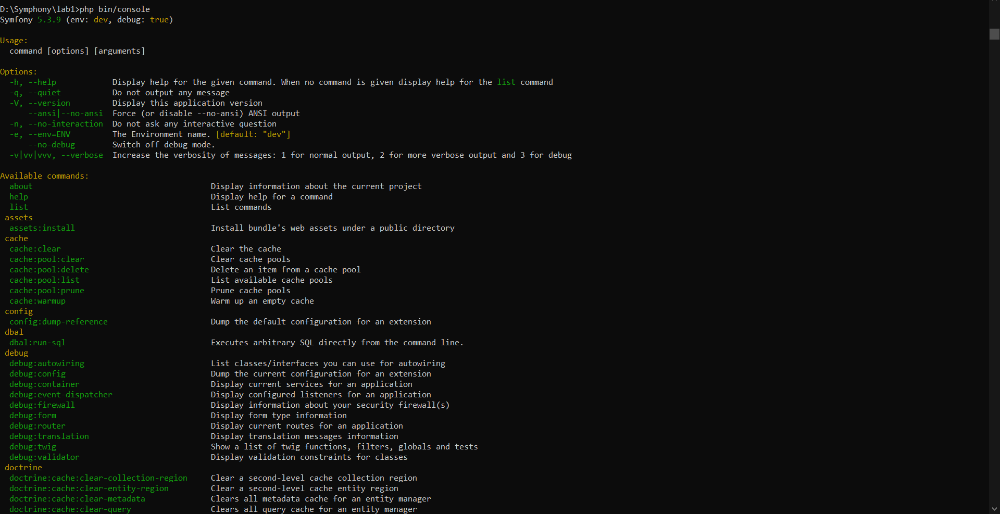 D:\Symphony\lab1>php bin/console
Symfony 5.3.9 (env: dev, debug: true)
Usage:
command [options] [arguments]
Options:
-h, --help Display help for the given command. When no command is given display help for the list command
-q, --quiet Do not output any message
-V, --version Display this application version
--ansi|--no-ansi Force (or disable --no-ansi) ANSI output
-n, --no-interaction Do not ask any interactive question
-e, --env=ENV The Environment name. [default: "dev"]
--no-debug Switch off debug mode.
-v|vv|vvv, --verbose Increase the verbosity of messages: 1 for normal output, 2 for more verbose output and 3 for debug
Available commands:
about Display information about the current project
help Display help for a command
list List commands
assets
assets:install Install bundle's web assets under a public directory
cache
cache:clear Clear the cache
cache:pool:clear Clear cache pools
cache:pool:delete Delete an item from a cache pool
cache:pool:list List available cache pools
cache:pool:prune Prune cache pools
cache:warmup Warm up an empty cache
config
config:dump-reference Dump the default configuration for an extension
dbal
dbal:run-sql Executes arbitrary SQL directly from the command line.
debug
debug:autowiring List classes/interfaces you can use for autowiring
debug:config Dump the current configuration for an extension
debug:container Display current services for an application
debug:event-dispatcher Display configured listeners for an application
debug:firewall Display information about your security firewall(s)
debug:form Display form type information
debug:router Display current routes for an application
debug:translation Display translation messages information
debug:twig Show a list of twig functions, filters, globals and tests
debug:validator Display validation constraints for classes
doctrine
doctrine:cache:clear-collection-region Clear a second-level cache collection region
doctrine:cache:clear-entity-region Clear a second-level cache entity region
doctrine:cache:clear-metadata Clears all metadata cache for an entity manager
doctrine:cache:clear-query Clears all query cache for an entity manager